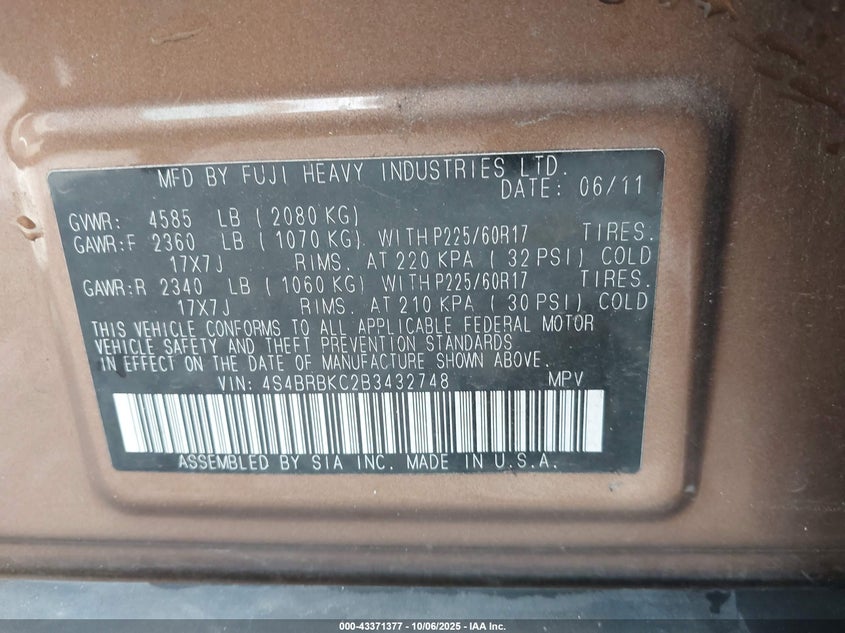 MFD BY FUJI HEAVY INDUSTRIES LTD.
DATE: 06/11
GVWR: 4585 LB (2080 KG)
GAWR:F 2360 LB (1070 KG) WITH P225/60R17 TIRES.
17X7J RIMS. AT 220 KPA (32 PSI) COLD
GAWR:R 2340 LB (1060 KG) WITH P225/60R17 TIRES.
17X7J RIMS. AT 210 KPA (30 PSI) COLD
THIS VEHICLE CONFORMS TO ALL APPLICABLE FEDERAL MOTOR
VEHICLE SAFETY AND THEFT PREVENTION STANDARDS
IN EFFECT ON THE DATE OF MANUFACTURE SHOWN ABOVE.
VIN: 4S4BRBKC2B3432748 MPV
ASSEMBLED BY SIA INC. MADE IN U.S.A.
000-43371377 - 10/06/2025 - IAA Inc.